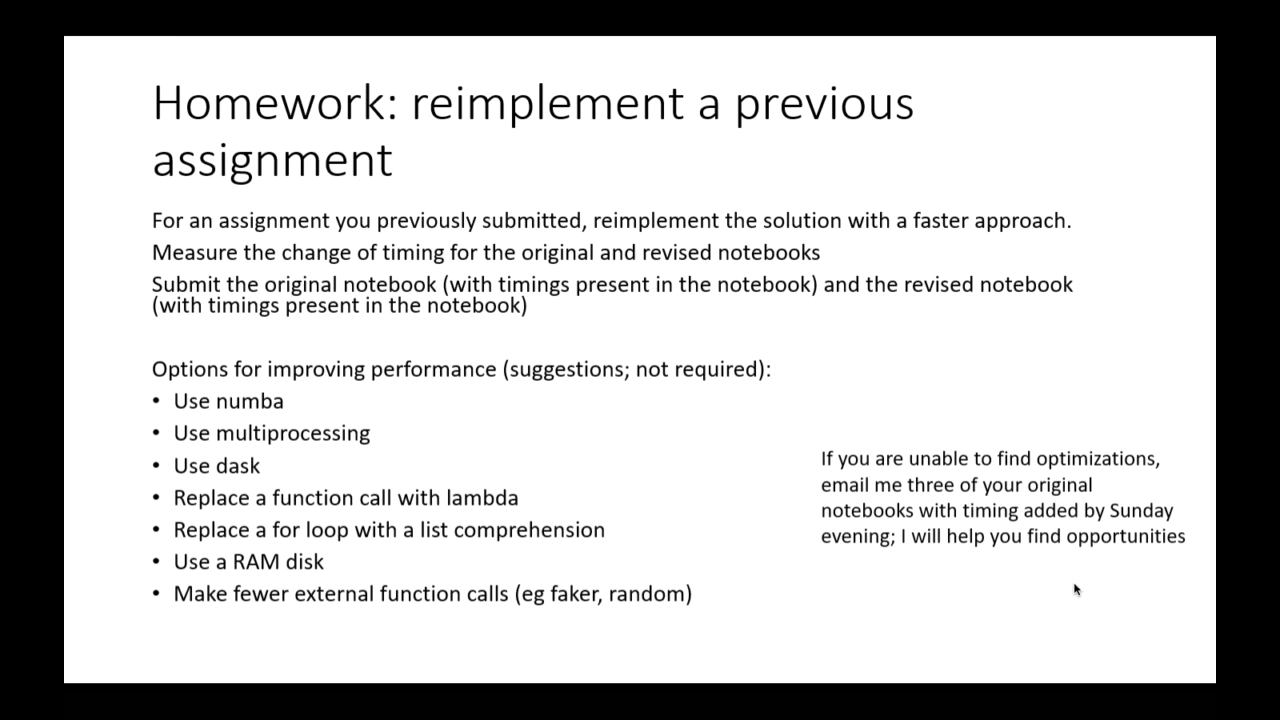 Homework: reimplement a previous
assignment
For an assignment you previously submitted, reimplement the solution with a faster approach.
Measure the change of timing for the original and revised notebooks
Submit the original notebook (with timings present in the notebook) and the revised notebook
(with timings present in the notebook)
Options for improving performance (suggestions; not required):
• Use numba
• Use multiprocessing
• Use dask
• Replace a function call with lambda
• Replace a for loop with a list comprehension
• Use a RAM disk
• Make fewer external function calls (eg faker, random)
If you are unable to find optimizations,
email me three of your original
notebooks with timing added by Sunday
evening; I will help you find opportunities